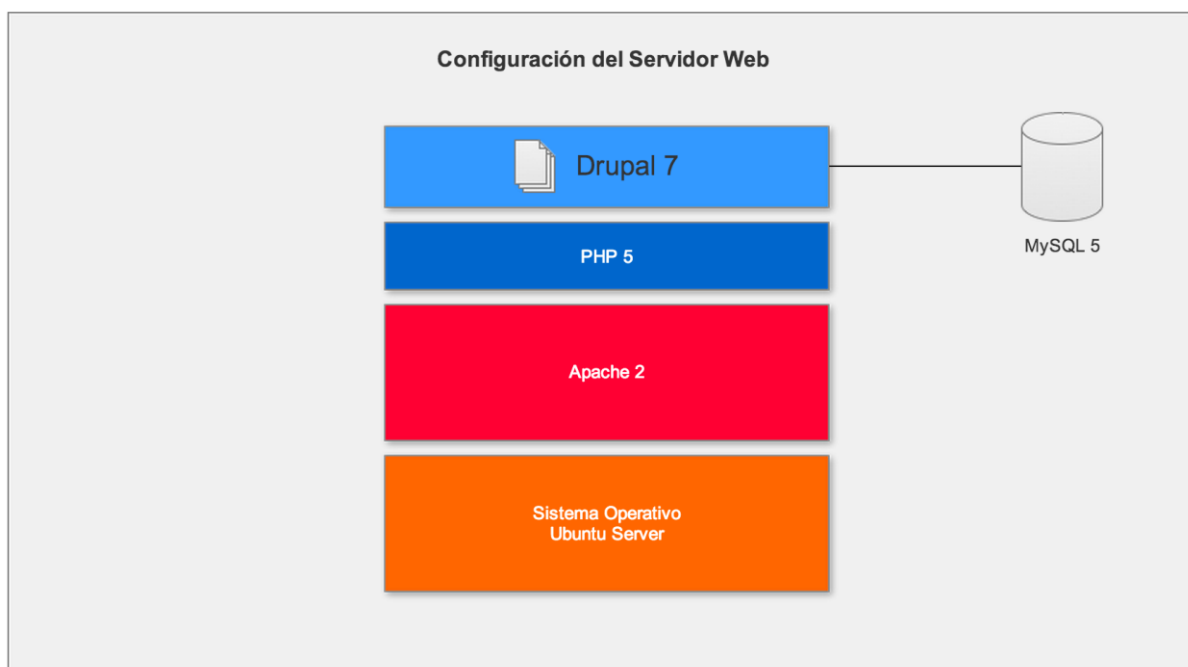 Configuración del Servidor Web
Drupal 7
MySQL 5
PHP 5
Apache 2
Sistema Operativo
Ubuntu Server